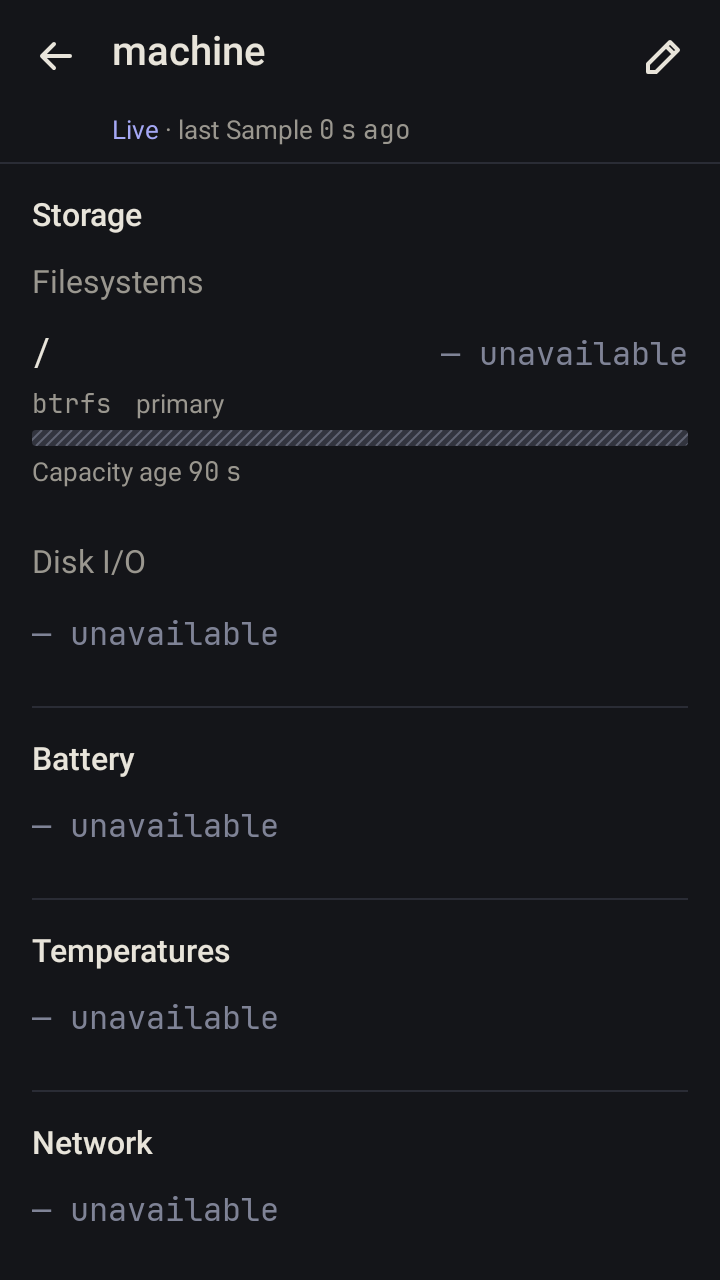 machine
Live · last Sample 0 s ago
Storage
Filesystems
/ — unavailable
btrfs primary
Capacity age 90 s
Disk I/O
— unavailable
Battery
— unavailable
Temperatures
— unavailable
Network
— unavailable